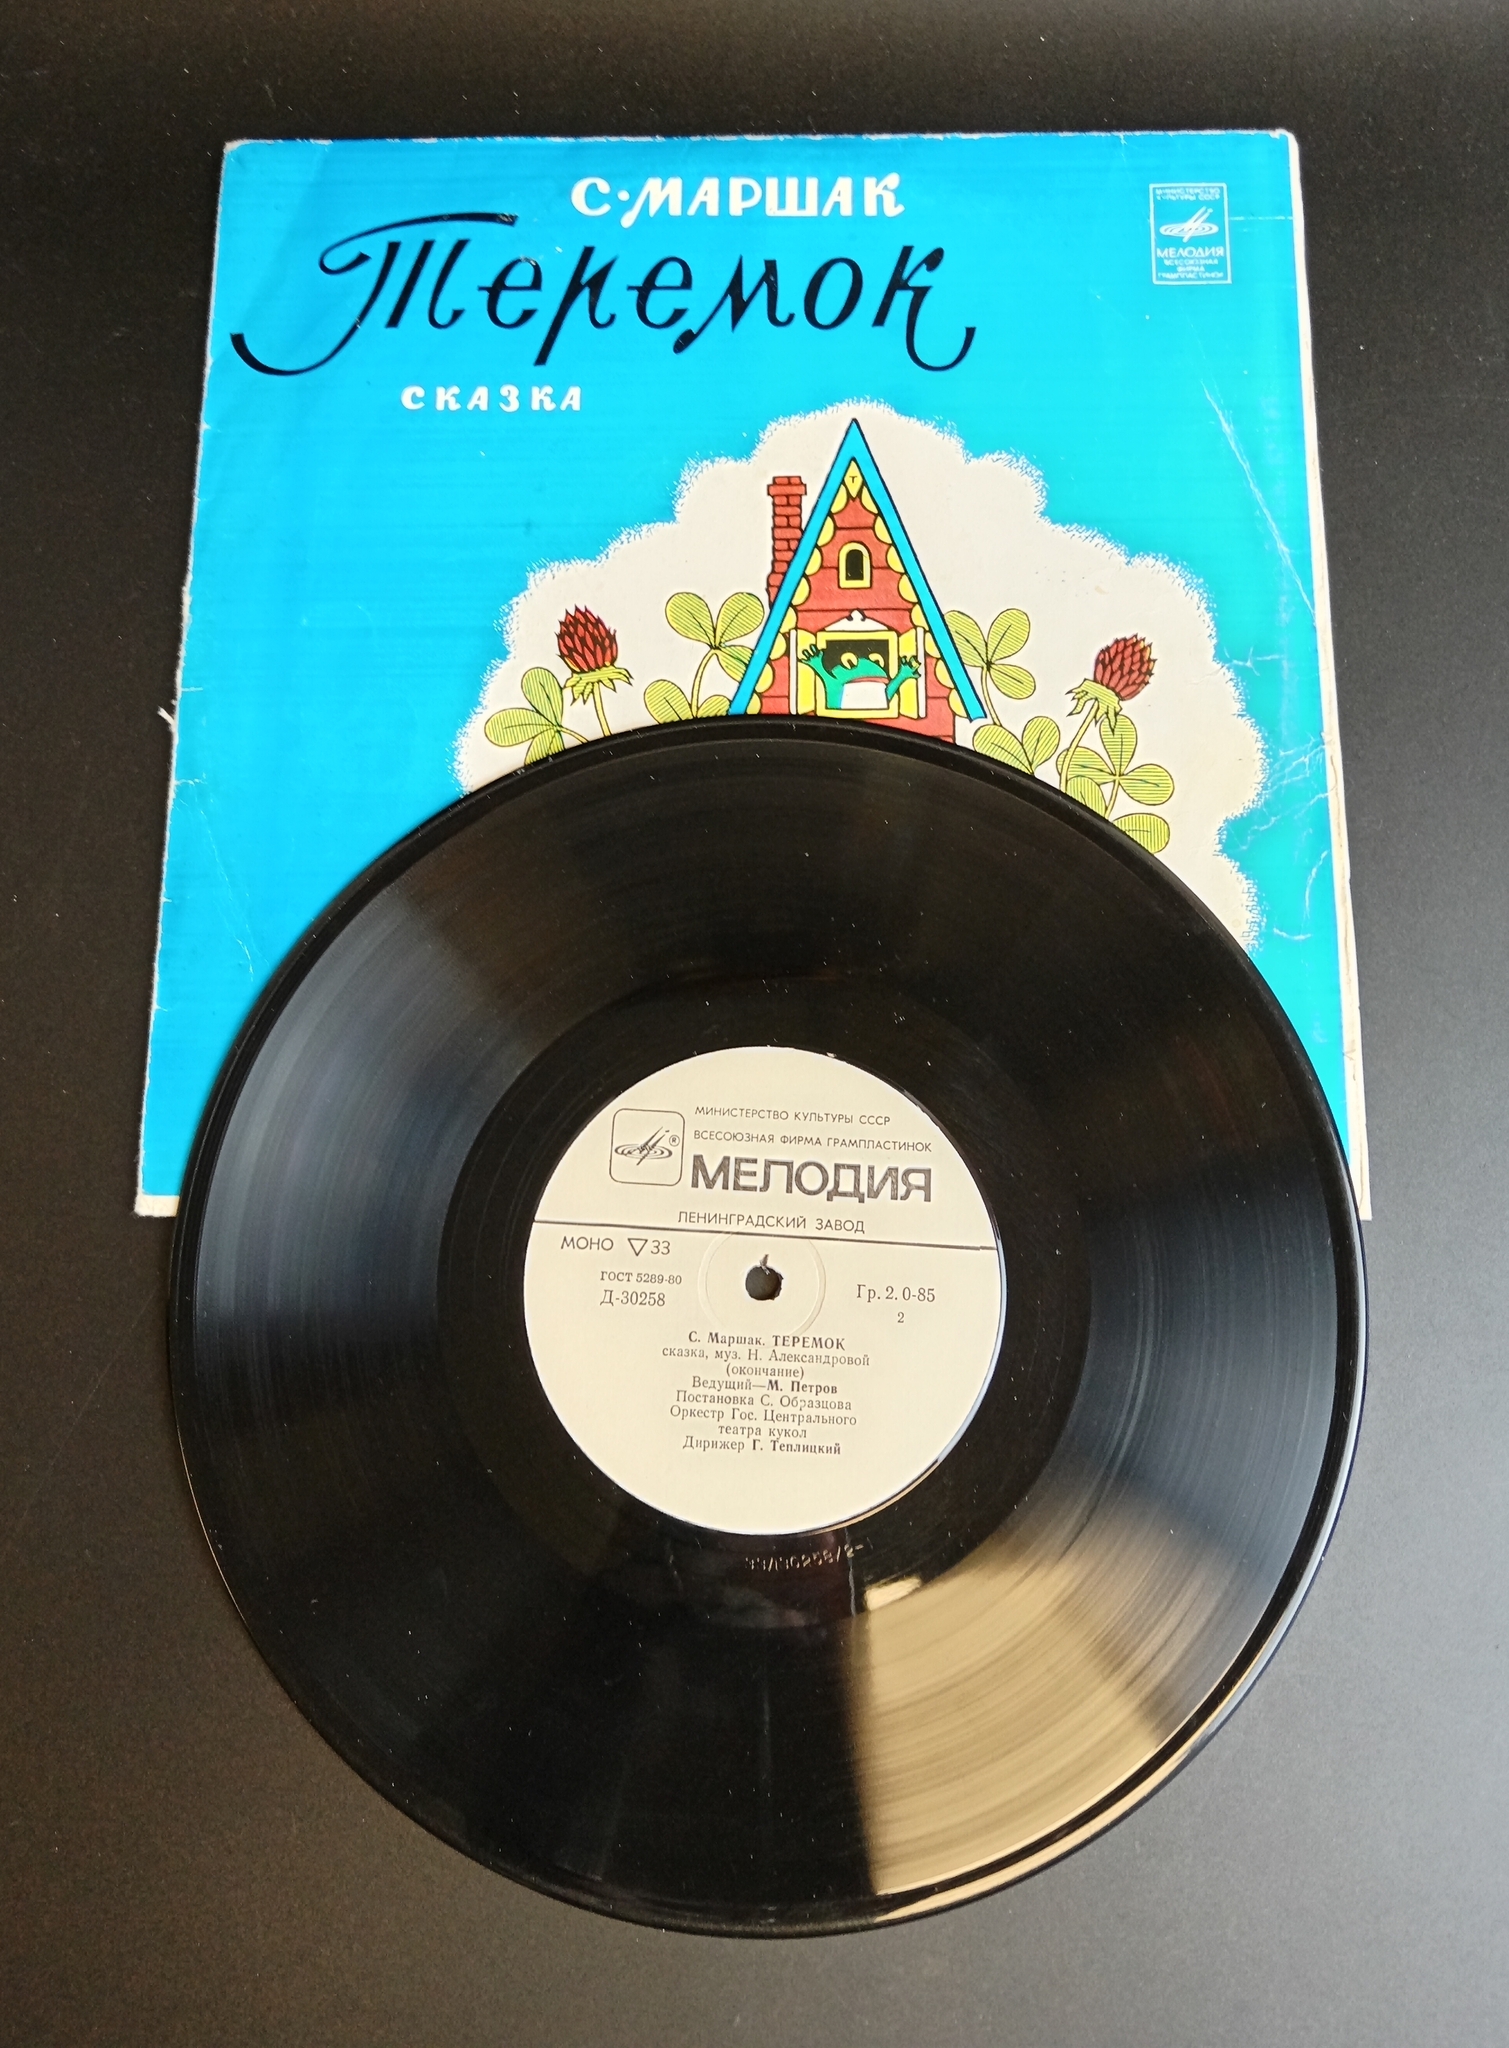 С. МАРШАК
Теремок
СКАЗКА
МИНИСТЕРСТВО
КУЛЬТУРЫ СССР
МЕЛОДИЯ
ВСЕСОЮЗНАЯ
ФИРМА
ГРАМПЛАСТИНОК
Т
МИНИСТЕРСТВО КУЛЬТУРЫ СССР
ВСЕСОЮЗНАЯ ФИРМА ГРАМПЛАСТИНОК
®
МЕЛОДИЯ
ЛЕНИНГРАДСКИЙ ЗАВОД
МОНО ▽ 33
ГОСТ 5289-80
Д-30258
Гр. 2. 0-85
2
С. Маршак. ТЕРЕМОК
сказка, муз. Н. Александровой
(окончание)
Ведущий—М. Петров
Постановка С. Образцова
Оркестр Гос. Центрального
театра кукол
Дирижер Г. Теплицкий